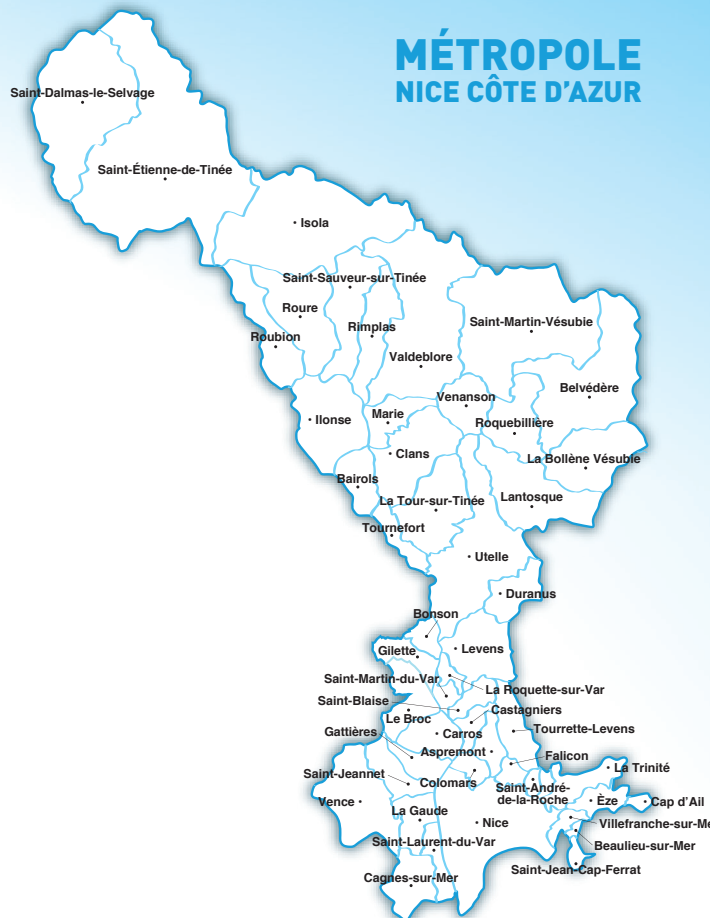 MÉTROPOLE
NICE CÔTE D'AZUR
Saint-Dalmas-le-Selvage
Saint-Étienne-de-Tinée
Isola
Saint-Sauveur-sur-Tinée
Roure
Rimplas
Saint-Martin-Vésubie
Roubion
Valdeblore
Belvédère
Venanson
Ilonse
Marie
Roquebillière
Clans
La Bollène Vésubie
Bairols
La Tour-sur-Tinée
Lantosque
Tournefort
Utelle
Duranus
Bonson
Gilette
Levens
Saint-Martin-du-Var
La Roquette-sur-Var
Saint-Blaise
Castagniers
Le Broc
Gattières
Carros
Tourrette-Levens
Aspremont
Falicon
La Trinité
Saint-Jeannet
Colomars
Saint-André-
de-la-Roche
Vence
Èze
Cap d'Ail
La Gaude
Nice
Villefranche-sur-Me
Saint-Laurent-du-Var
Beaulieu-sur-Mer
Saint-Jean-Cap-Ferrat
Cagnes-sur-Mer